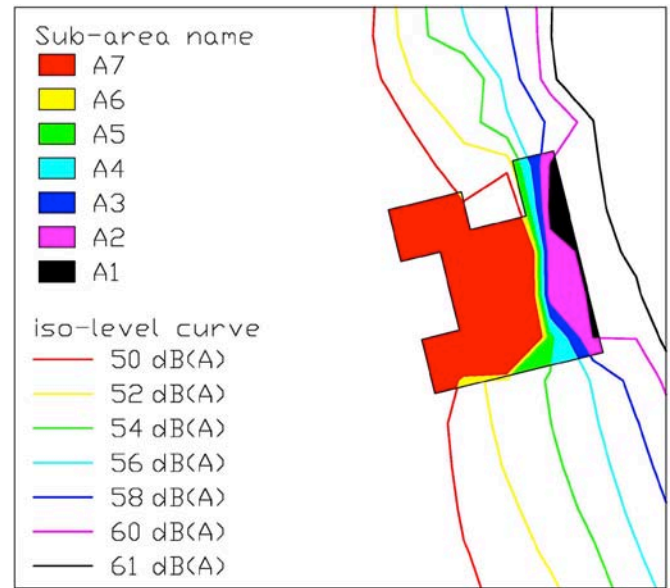 Sub-area name
A7
A6
A5
A4
A3
A2
A1
iso-level curve
50 dB(A)
52 dB(A)
54 dB(A)
56 dB(A)
58 dB(A)
60 dB(A)
61 dB(A)